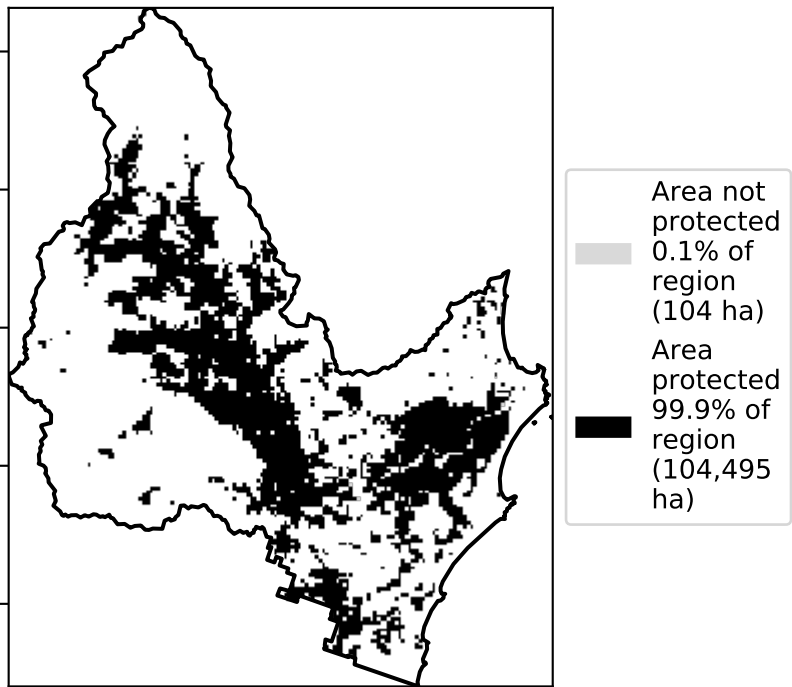 Area not
protected
0.1% of
region
(104 ha)
Area
protected
99.9% of
region
(104,495
ha)